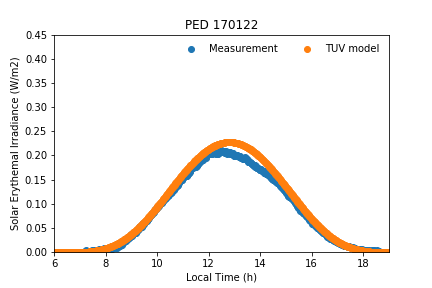 PED 170122
Measurement
TUV model
Solar Erythemal Irradiance (W/m2)
0.45
0.40
0.35
0.30
0.25
0.20
0.15
0.10
0.05
0.00
6 8 10 12 14 16 18
Local Time (h)